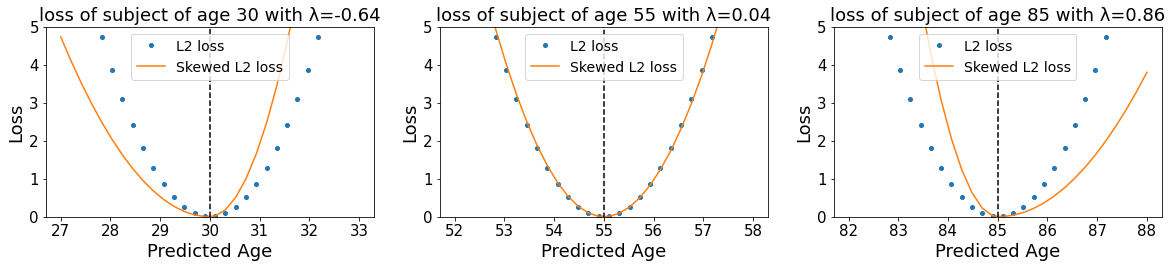 loss of subject of age 30 with λ=-0.64
5
4
3
2
1
0
Loss
L2 loss
Skewed L2 loss
27 28 29 30 31 32 33
Predicted Age
loss of subject of age 55 with λ=0.04
5
4
3
2
1
0
Loss
L2 loss
Skewed L2 loss
52 53 54 55 56 57 58
Predicted Age
loss of subject of age 85 with λ=0.86
5
4
3
2
1
0
Loss
L2 loss
Skewed L2 loss
82 83 84 85 86 87 88
Predicted Age